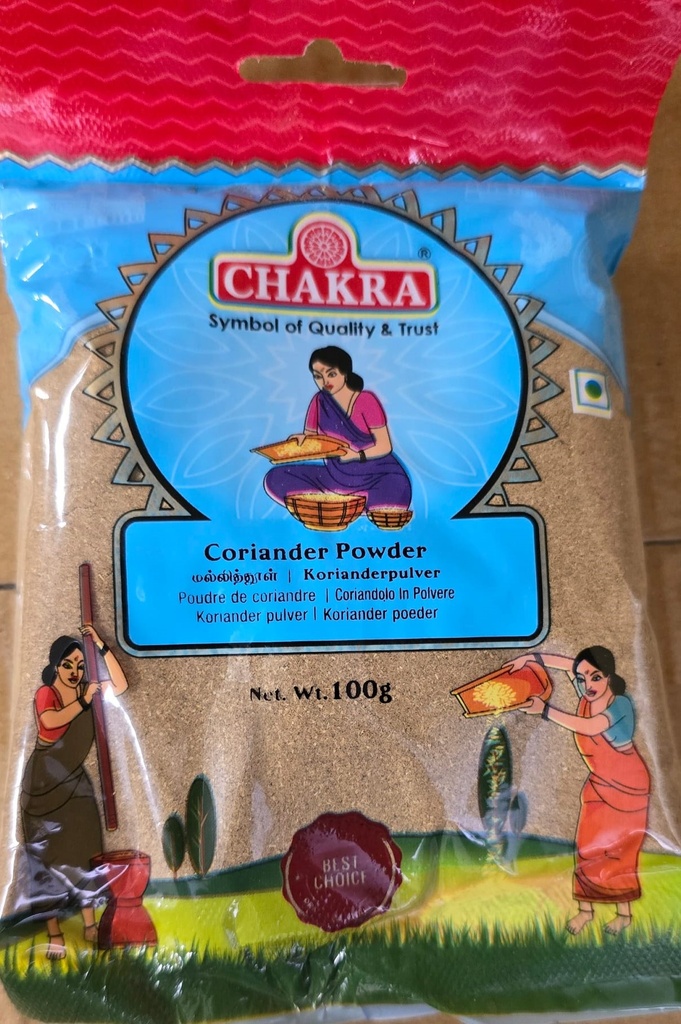 CHAKRA ®
Symbol of Quality & Trust
Coriander Powder
மல்லித்தூள் | Korianderpulver
Poudre de coriandre | Coriandolo In Polvere
Koriander pulver | Koriander poeder
Net. Wt. 100g
BEST
CHOICE